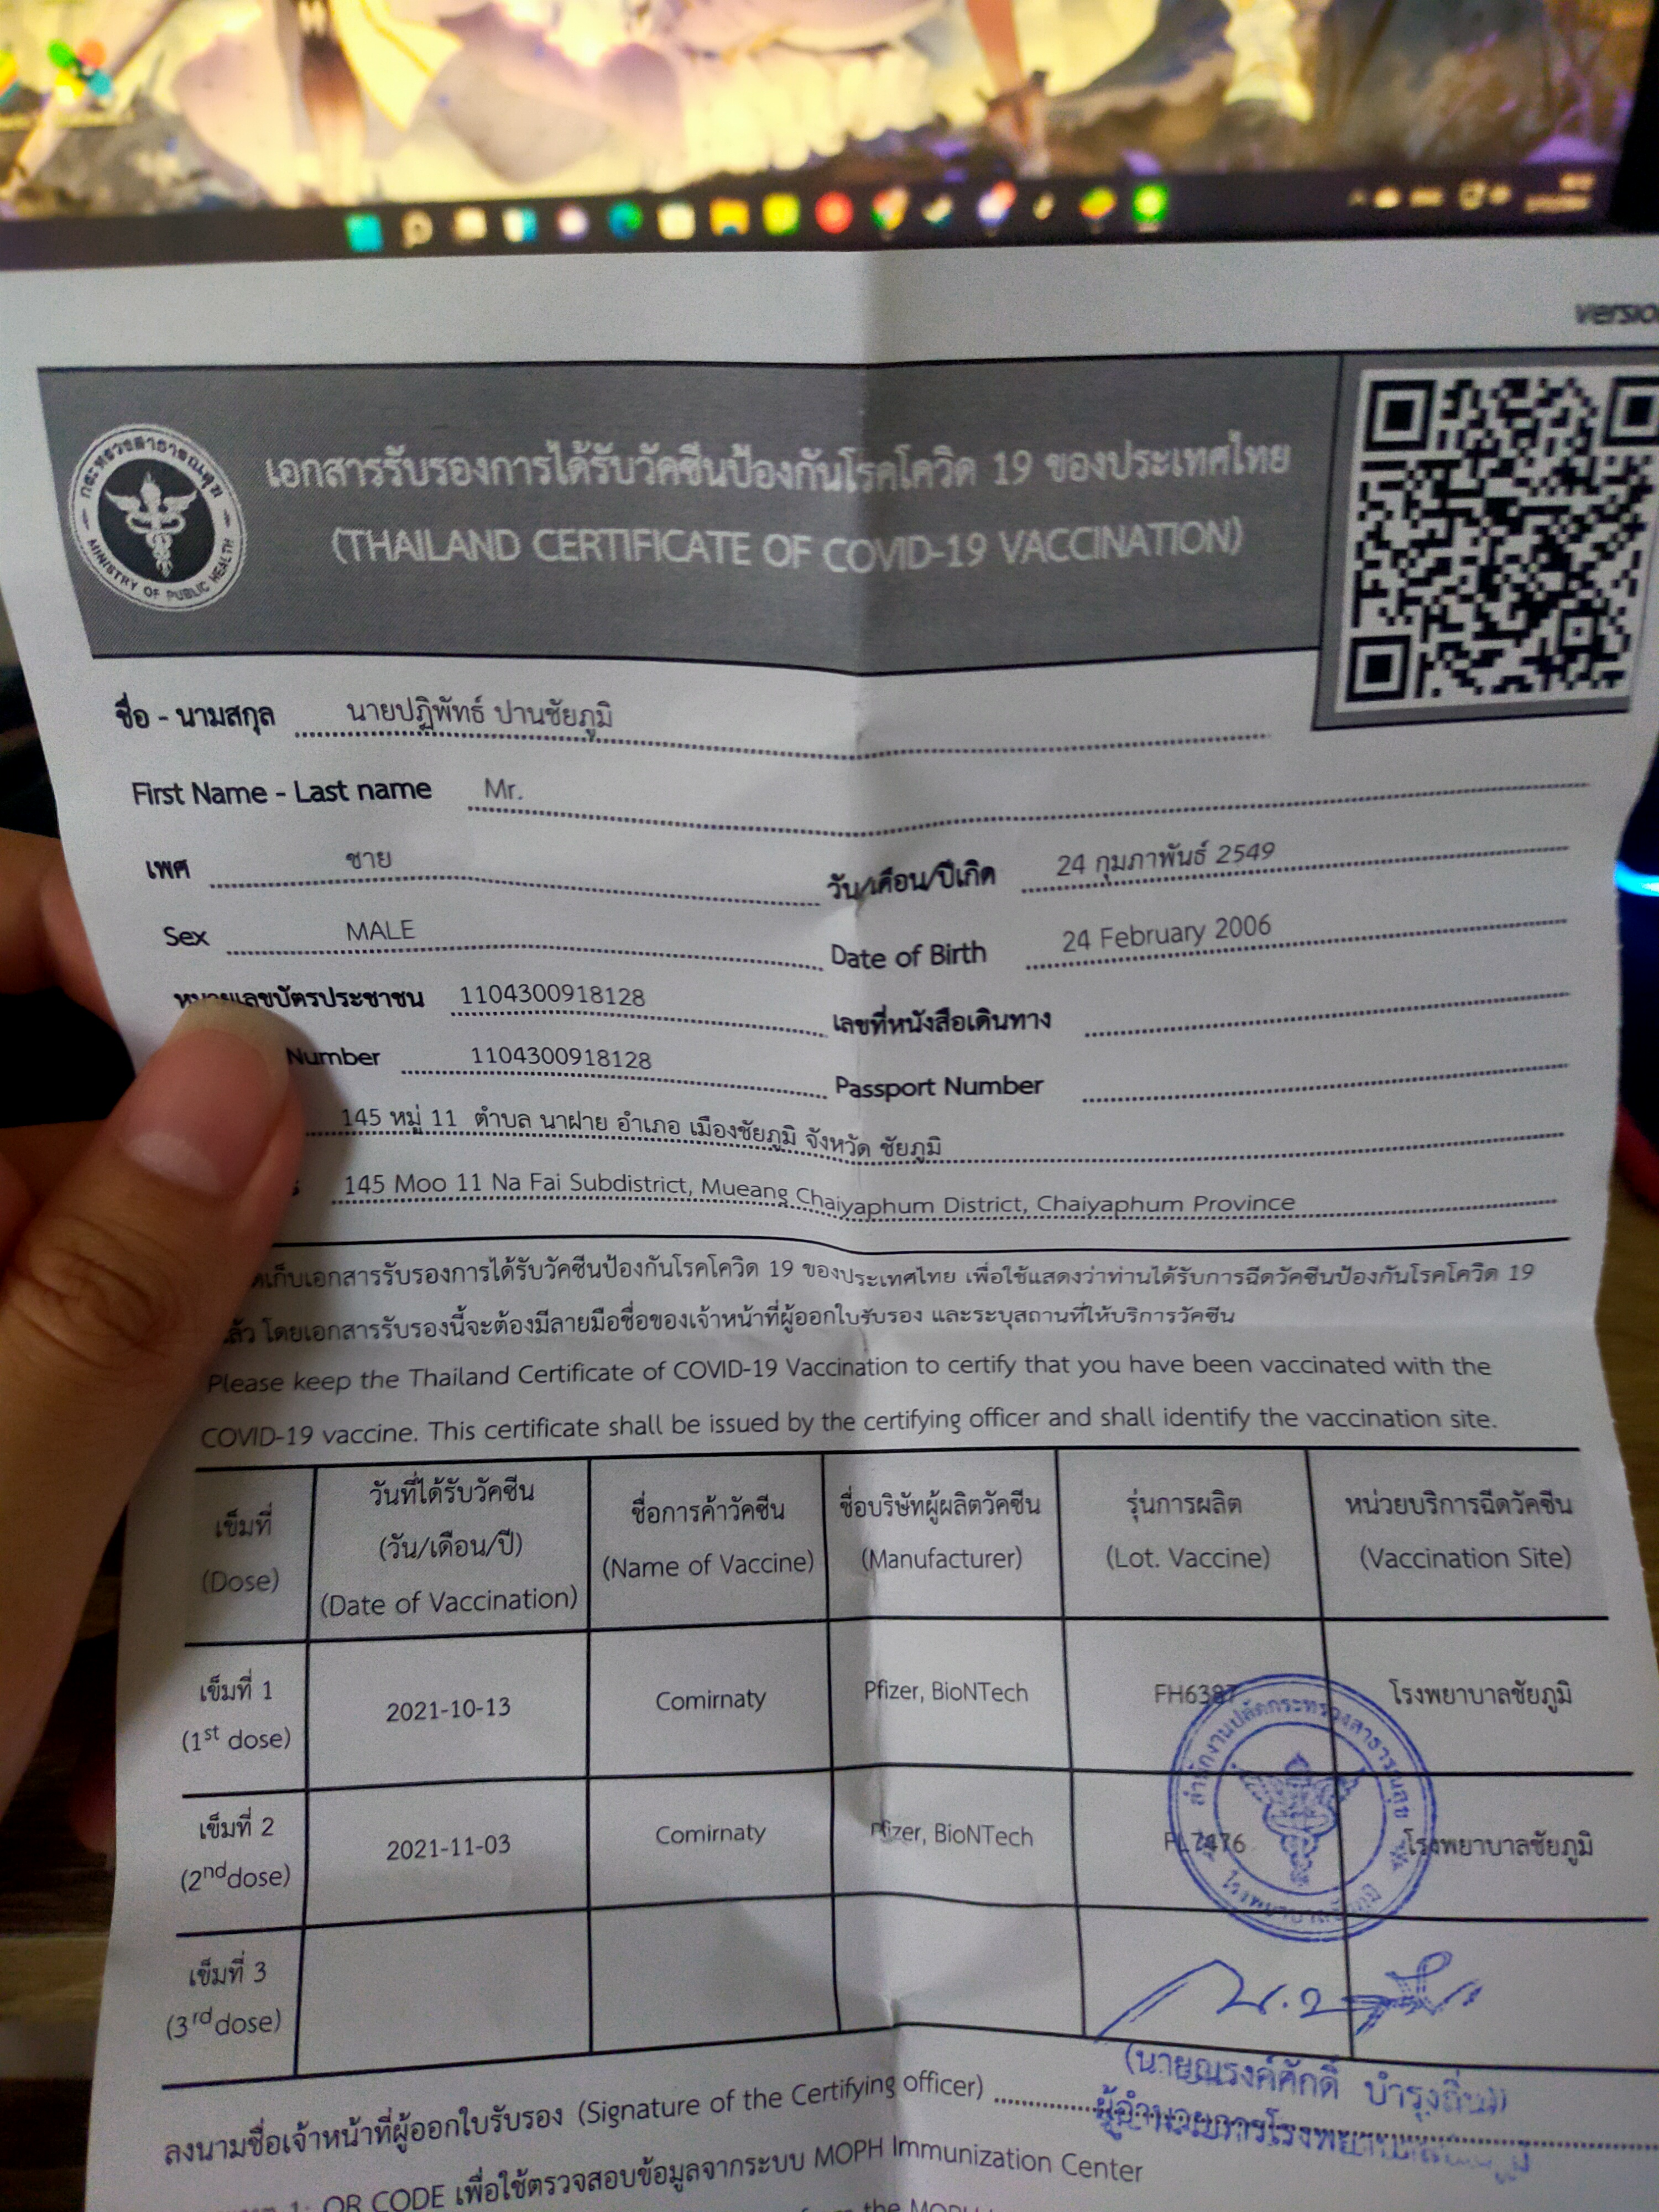 version
กระทรวงสาธารณสุข
MINISTRY OF PUBLIC HEALTH
เอกสารรับรองการได้รับวัคซีนป้องกันโรคโควิด 19 ของประเทศไทย
(THAILAND CERTIFICATE OF COVID-19 VACCINATION)
ชื่อ - นามสกุล นายปฏิพัทธ์ ปานชัยภูมิ
First Name - Last name Mr.
เพศ ชาย วัน/เดือน/ปีเกิด 24 กุมภาพันธ์ 2549
Sex MALE Date of Birth 24 February 2006
หมายเลขบัตรประชาชน 1104300918128 เลขที่หนังสือเดินทาง
Number 1104300918128 Passport Number
145 หมู่ 11 ตำบล นาฝาย อำเภอ เมืองชัยภูมิ จังหวัด ชัยภูมิ
145 Moo 11 Na Fai Subdistrict, Mueang Chaiyaphum District, Chaiyaphum Province
เก็บเอกสารรับรองการได้รับวัคซีนป้องกันโรคโควิด 19 ของประเทศไทย เพื่อใช้แสดงว่าท่านได้รับการฉีดวัคซีนป้องกันโรคโควิด 19
แล้ว โดยเอกสารรับรองนี้จะต้องมีลายมือชื่อของเจ้าหน้าที่ผู้ออกใบรับรอง และระบุสถานที่ให้บริการวัคซีน
Please keep the Thailand Certificate of COVID-19 Vaccination to certify that you have been vaccinated with the
COVID-19 vaccine. This certificate shall be issued by the certifying officer and shall identify the vaccination site.
เข็มที่ (Dose) วันที่ได้รับวัคซีน (วัน/เดือน/ปี) (Date of Vaccination) ชื่อการค้าวัคซีน (Name of Vaccine) ชื่อบริษัทผู้ผลิตวัคซีน (Manufacturer) รุ่นการผลิต (Lot. Vaccine) หน่วยบริการฉีดวัคซีน (Vaccination Site)
เข็มที่ 1 (1st dose) 2021-10-13 Comirnaty Pfizer, BioNTech FH6387 โรงพยาบาลชัยภูมิ
เข็มที่ 2 (2nd dose) 2021-11-03 Comirnaty Pfizer, BioNTech FL7476 โรงพยาบาลชัยภูมิ
เข็มที่ 3 (3rd dose)
สำนักงานปลัดกระทรวงสาธารณสุข
โรงพยาบาลชัยภูมิ
(นายณรงค์ศักดิ์ บำรุงถิ่น)
ลงนามชื่อเจ้าหน้าที่ผู้ออกใบรับรอง (Signature of the Certifying officer) ผู้อำนวยการโรงพยาบาลชัยภูมิ
1: QR CODE เพื่อใช้ตรวจสอบข้อมูลจากระบบ MOPH Immunization Center